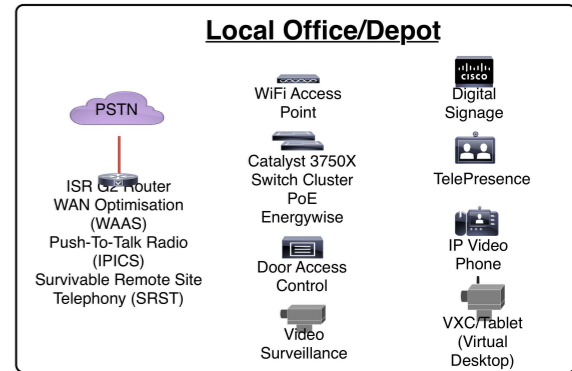 Local Office/Depot
PSTN
ISR G2 Router
WAN Optimisation
(WAAS)
Push-To-Talk Radio
(IPICS)
Survivable Remote Site
Telephony (SRST)
WiFi Access
Point
Catalyst 3750X
Switch Cluster
PoE
Energywise
Door Access
Control
Video
Surveillance
CISCO
Digital
Signage
TelePresence
IP Video
Phone
VXC/Tablet
(Virtual
Desktop)